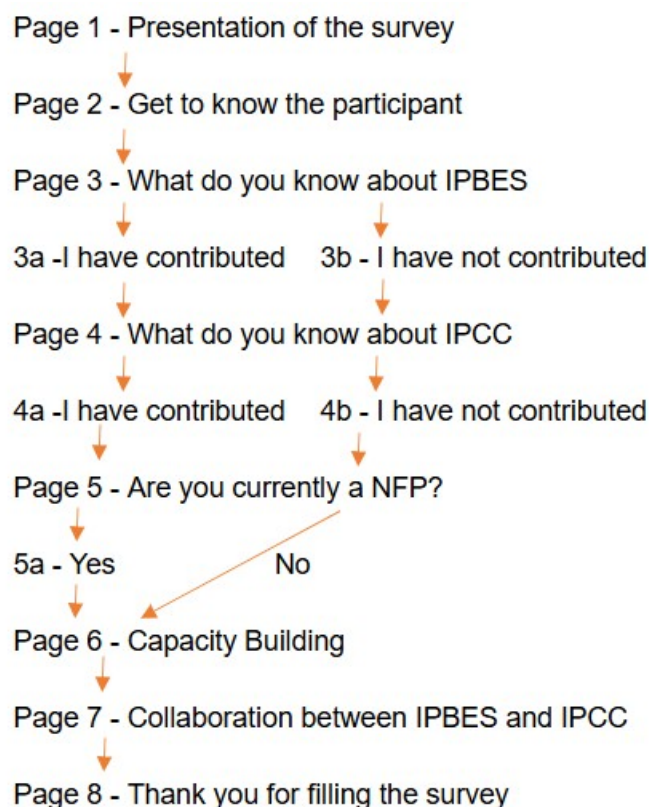 Page 1 - Presentation of the survey
Page 2 - Get to know the participant
Page 3 - What do you know about IPBES
3a -I have contributed 3b - I have not contributed
Page 4 - What do you know about IPCC
4a -I have contributed 4b - I have not contributed
Page 5 - Are you currently a NFP?
5a - Yes No
Page 6 - Capacity Building
Page 7 - Collaboration between IPBES and IPCC
Page 8 - Thank you for filling the survey